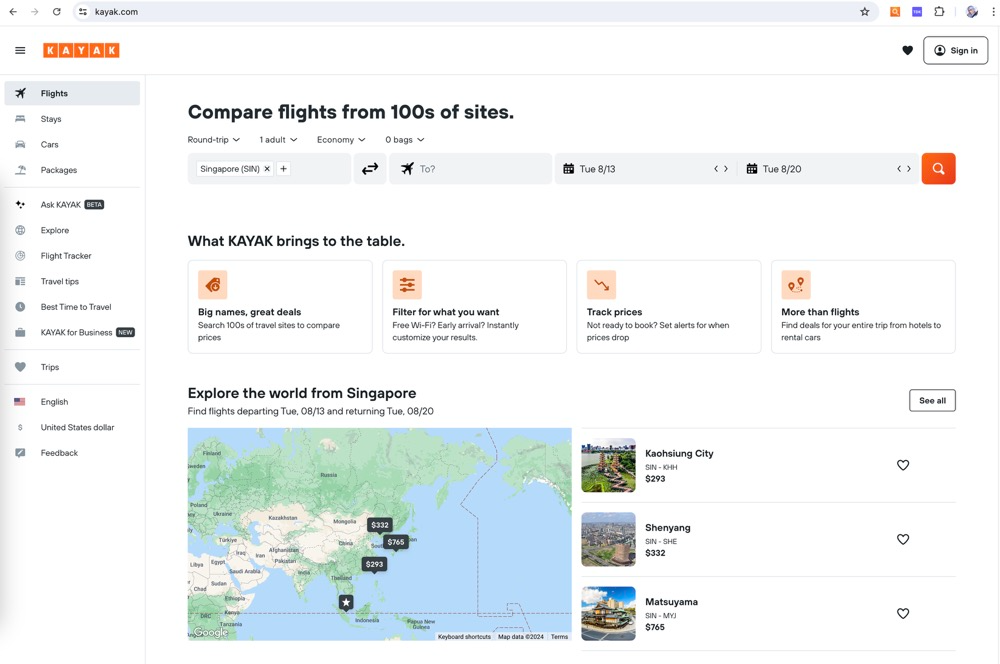 kayak.com
KAYAK
Sign in
Flights
Stays
Cars
Packages
Ask KAYAK BETA
Explore
Flight Tracker
Travel tips
Best Time to Travel
KAYAK for Business NEW
Trips
English
United States dollar
Feedback
Compare flights from 100s of sites.
Round-trip 1 adult Economy 0 bags
Singapore (SIN) × + To? Tue 8/13 Tue 8/20
What KAYAK brings to the table.
Big names, great deals
Search 100s of travel sites to compare
prices
Filter for what you want
Free Wi-Fi? Early arrival? Instantly
customize your results.
Track prices
Not ready to book? Set alerts for when
prices drop
More than flights
Find deals for your entire trip from hotels to
rental cars
Explore the world from Singapore
Find flights departing Tue, 08/13 and returning Tue, 08/20
See all
Finland
Russia
Poland
Ukraine
Kazakhstan
Mongolia
$332
Türkiye
$765
China
Iraq
Iran
Afghanistan
Pakistan
Libya
Egypt
Saudi Arabia
India
$293
Thailand
Chad
Sudan
Ethiopia
DRC
Kenya
Tanzania
Indonesia
Papua New
Guinea
Google
Keyboard shortcuts Map data ©2024 Terms
Kaohsiung City
SIN - KHH
$293
Shenyang
SIN - SHE
$332
Matsuyama
SIN - MYJ
$765